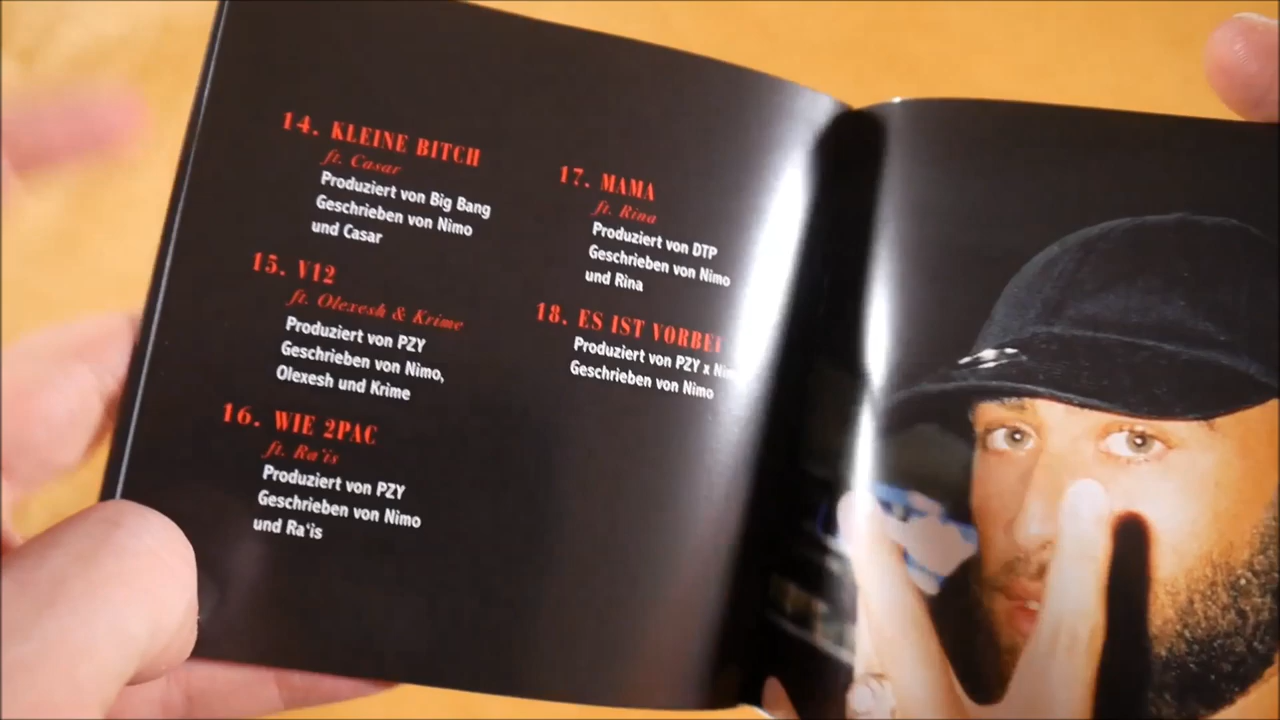 14. KLEINE BITCH
ft. Casar
Produziert von Big Bang
Geschrieben von Nimo
und Casar
15. V12
ft. Olexesh & Krime
Produziert von PZY
Geschrieben von Nimo,
Olexesh und Krime
16. WIE 2PAC
ft. Ra'is
Produziert von PZY
Geschrieben von Nimo
und Ra'is
17. MAMA
ft. Rina
Produziert von DTP
Geschrieben von Nimo
und Rina
18. ES IST VORBEI
Produziert von PZY x
Geschrieben von Nimo